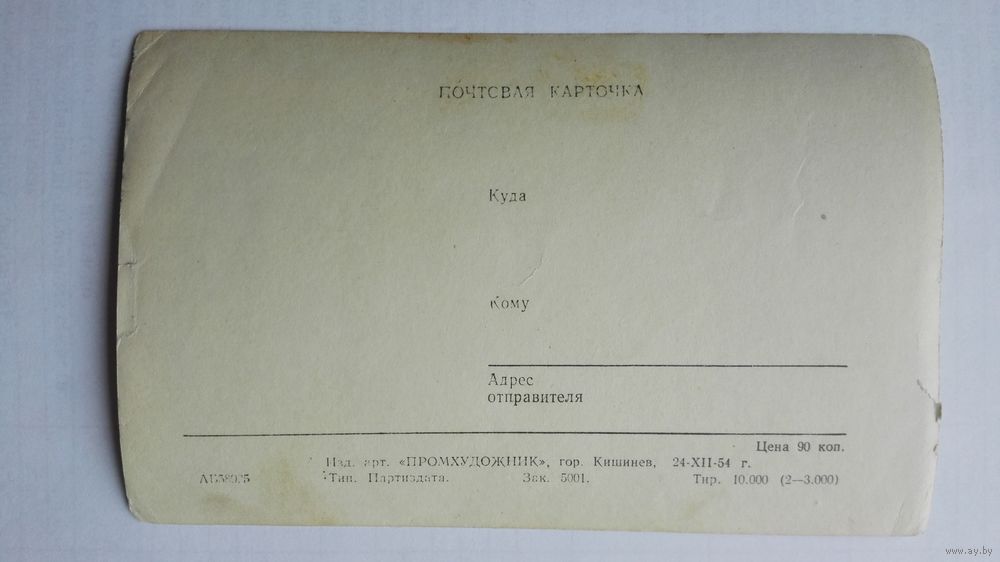 ПОЧТОВАЯ КАРТОЧКА
Куда
Кому
Адрес
отправителя
Цена 90 коп.
Изд. арт. «ПРОМХУДОЖНИК», гор. Кишинев, 24-XII-54 г.
Тип. Партиздата. Зак. 5001. Тир. 10.000 (2—3.000)
www.ay.by